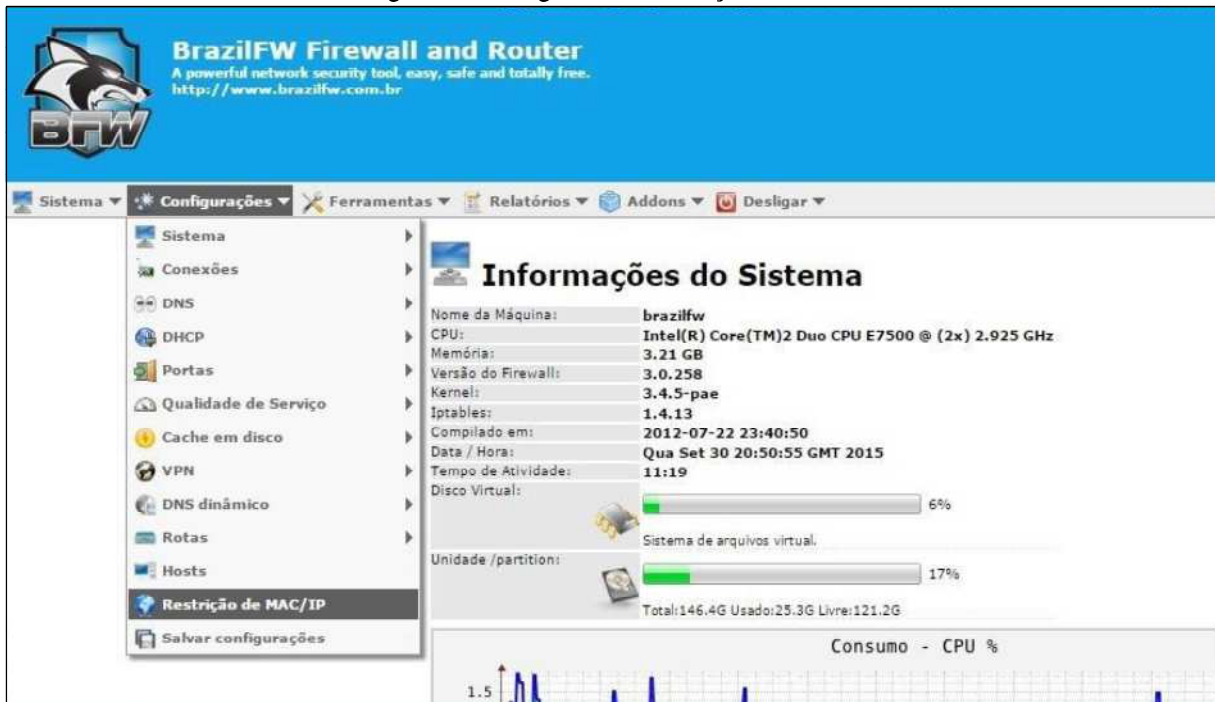 BrazilFW Firewall and Router
A powerful network security tool, easy, safe and totally free.
http://www.brazilfw.com.br
BFW
Sistema Configurações Ferramentas Relatórios Addons Desligar
Sistema
Conexões
DNS
DHCP
Portas
Qualidade de Serviço
Cache em disco
VPN
DNS dinâmico
Rotas
Hosts
Restrição de MAC/IP
Salvar configurações
Informações do Sistema
Nome da Máquina: brazilfw
CPU: Intel(R) Core(TM)2 Duo CPU E7500 @ (2x) 2.925 GHz
Memória: 3.21 GB
Versão do Firewall: 3.0.258
Kernel: 3.4.5-pae
Iptables: 1.4.13
Compilado em: 2012-07-22 23:40:50
Data / Hora: Qua Set 30 20:50:55 GMT 2015
Tempo de Atividade: 11:19
Disco Virtual: 6%
Sistema de arquivos virtual.
Unidade /partition: 17%
Total:146.4G Usado:25.3G Livre:121.2G
Consumo - CPU %
1.5